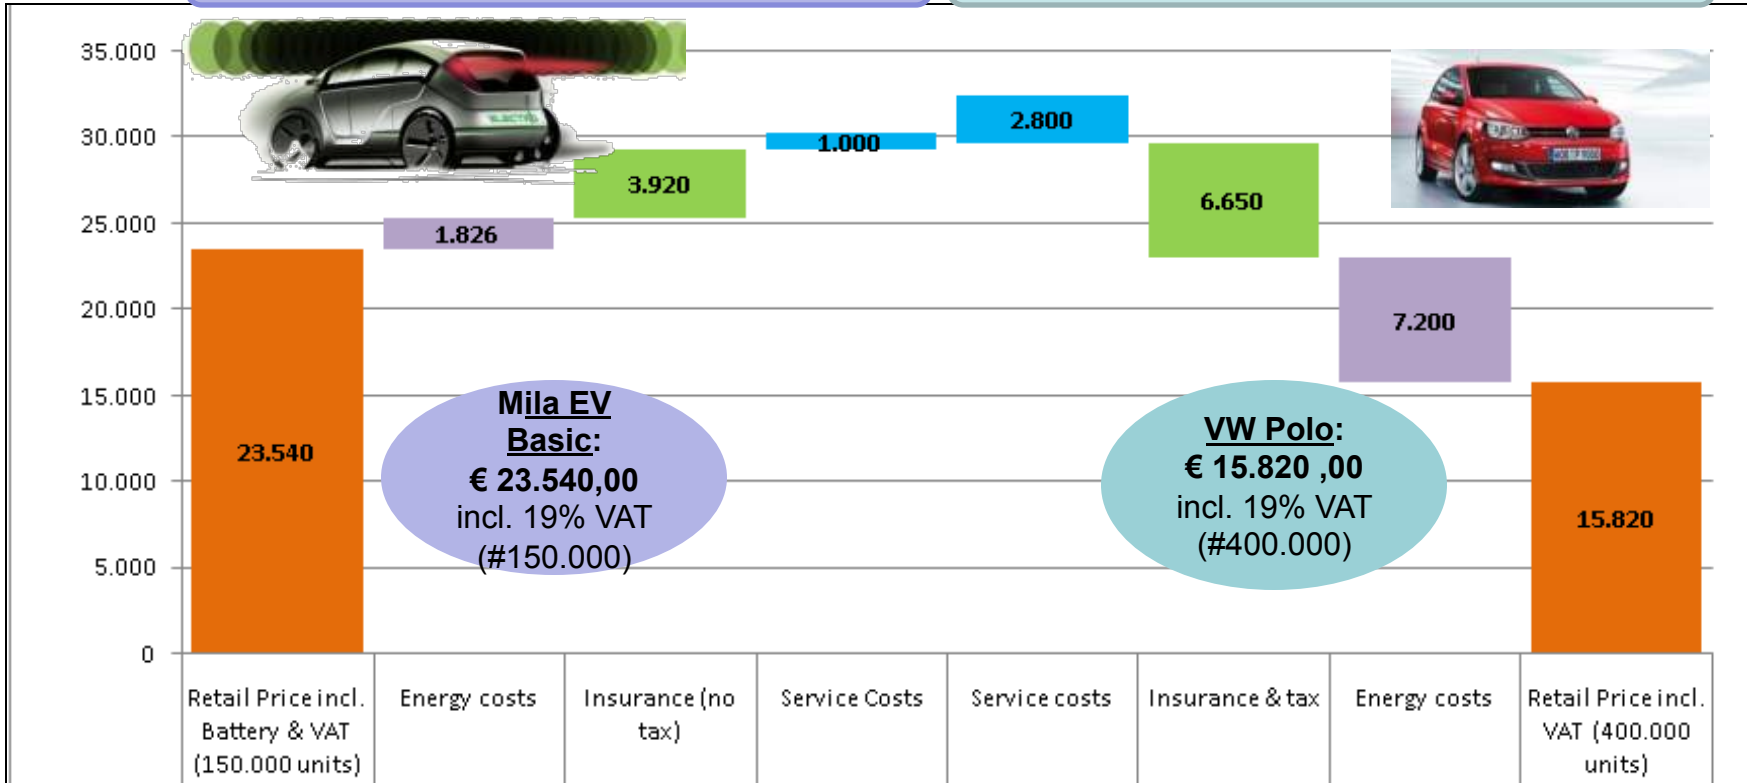 35.000
30.000
25.000
20.000
15.000
10.000
5.000
0
ELECTRO
23.540
1.826
3.920
1.000
2.800
6.650
7.200
15.820
Mila EV
Basic:
€ 23.540,00
incl. 19% VAT
(#150.000)
VW Polo:
€ 15.820 ,00
incl. 19% VAT
(#400.000)
Retail Price incl.
Battery & VAT
(150.000 units)
Energy costs
Insurance (no
tax)
Service Costs
Service costs
Insurance & tax
Energy costs
Retail Price incl.
VAT (400.000
units)